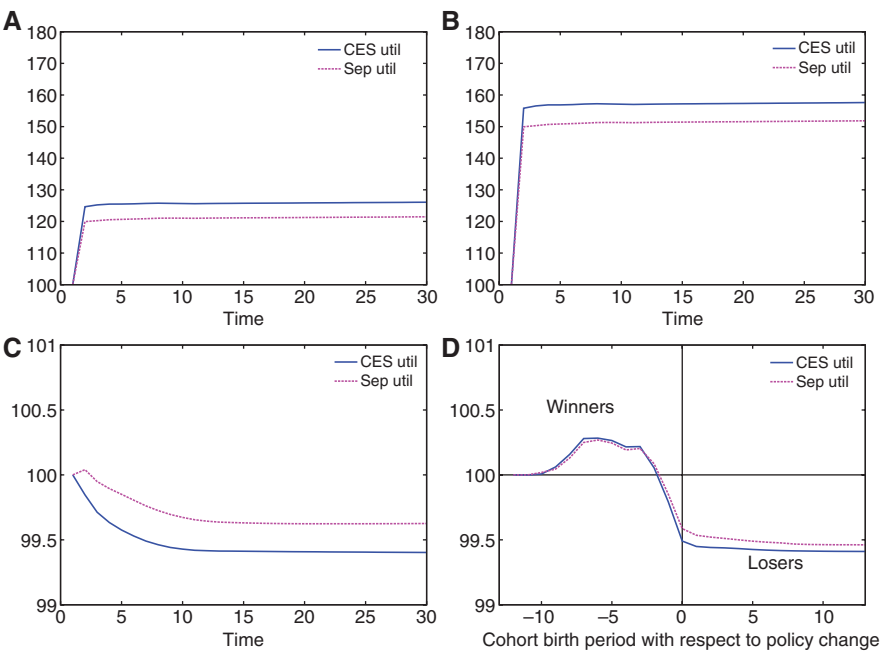 A
180
170
160
150
140
130
120
110
100
0 5 10 15 20 25 30
Time
CES util
Sep util
B
180
170
160
150
140
130
120
110
100
0 5 10 15 20 25 30
Time
CES util
Sep util
C
101
100.5
100
99.5
99
0 5 10 15 20 25 30
Time
CES util
Sep util
D
101
100.5
100
99.5
99
−10 −5 0 5 10
Cohort birth period with respect to policy change
CES util
Sep util
Winners
Losers